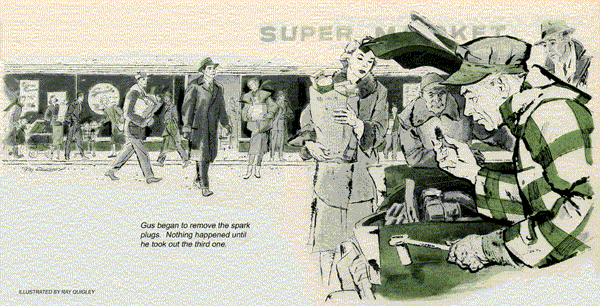 SUPER MARKET
Gus began to remove the spark
plugs. Nothing happened until
he took out the third one.
ILLUSTRATED BY RAY QUIGLEY